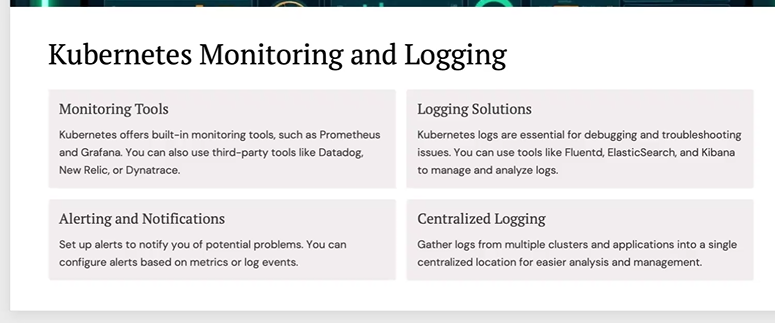 Kubernetes Monitoring and Logging
Monitoring Tools
Kubernetes offers built-in monitoring tools, such as Prometheus
and Grafana. You can also use third-party tools like Datadog,
New Relic, or Dynatrace.
Logging Solutions
Kubernetes logs are essential for debugging and troubleshooting
issues. You can use tools like Fluentd, ElasticSearch, and Kibana
to manage and analyze logs.
Alerting and Notifications
Set up alerts to notify you of potential problems. You can
configure alerts based on metrics or log events.
Centralized Logging
Gather logs from multiple clusters and applications into a single
centralized location for easier analysis and management.